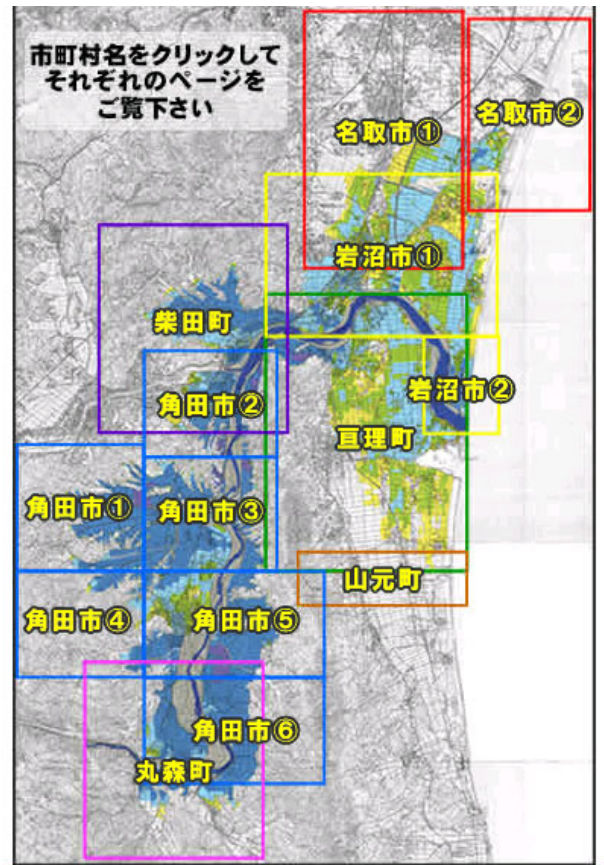 市町村名をクリックして
それぞれのページを
ご覧下さい
名取市①
名取市②
岩沼市①
柴田町
角田市②
岩沼市②
亘理町
角田市①
角田市③
山元町
角田市④
角田市⑤
角田市⑥
丸森町